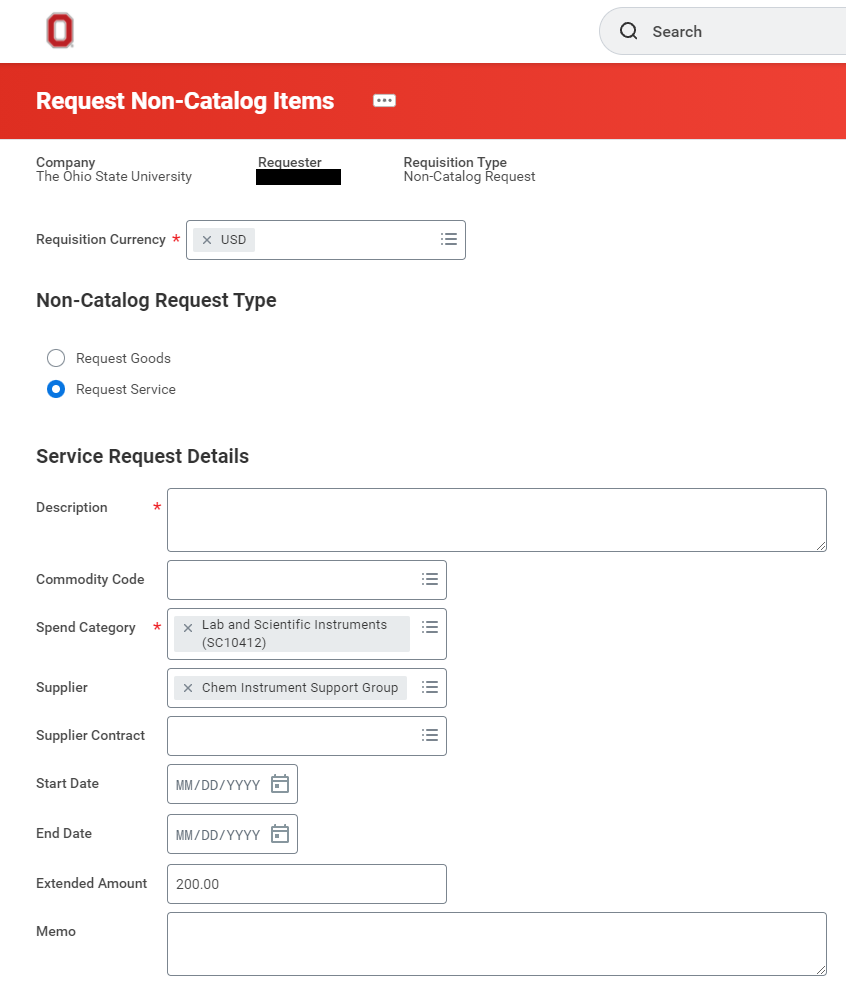 O
Search
Request Non-Catalog Items
Company Requester Requisition Type
The Ohio State University Non-Catalog Request
Requisition Currency * × USD
Non-Catalog Request Type
Request Goods
Request Service
Service Request Details
Description *
Commodity Code
Spend Category * × Lab and Scientific Instruments
(SC10412)
Supplier × Chem Instrument Support Group
Supplier Contract
Start Date MM/DD/YYYY
End Date MM/DD/YYYY
Extended Amount 200.00
Memo